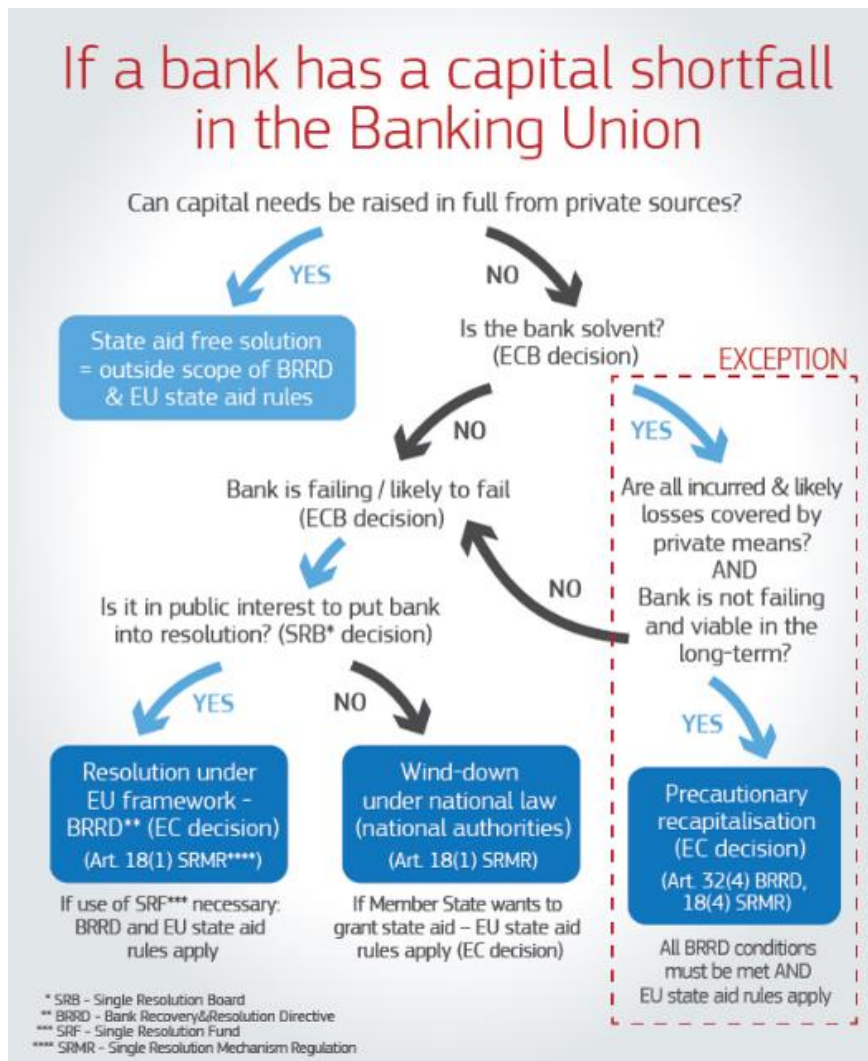 If a bank has a capital shortfall
in the Banking Union
Can capital needs be raised in full from private sources?
YES
NO
State aid free solution
= outside scope of BRRD
& EU state aid rules
Is the bank solvent?
(ECB decision)
EXCEPTION
NO
YES
Bank is failing / likely to fail
(ECB decision)
Are all incurred & likely
losses covered by
private means?
AND
Bank is not failing
and viable in the
long-term?
NO
Is it in public interest to put bank
into resolution? (SRB* decision)
YES
NO
YES
Resolution under
EU framework -
BRRD** (EC decision)
(Art. 18(1) SRMR****)
Wind-down
under national law
(national authorities)
(Art. 18(1) SRMR)
Precautionary
recapitalisation
(EC decision)
(Art. 32(4) BRRD,
18(4) SRMR)
If use of SRF*** necessary:
BRRD and EU state aid
rules apply
If Member State wants to
grant state aid – EU state aid
rules apply (EC decision)
All BRRD conditions
must be met AND
EU state aid rules apply
* SRB - Single Resolution Board
** BRRD - Bank Recovery&Resolution Directive
*** SRF - Single Resolution Fund
**** SRMR - Single Resolution Mechanism Regulation